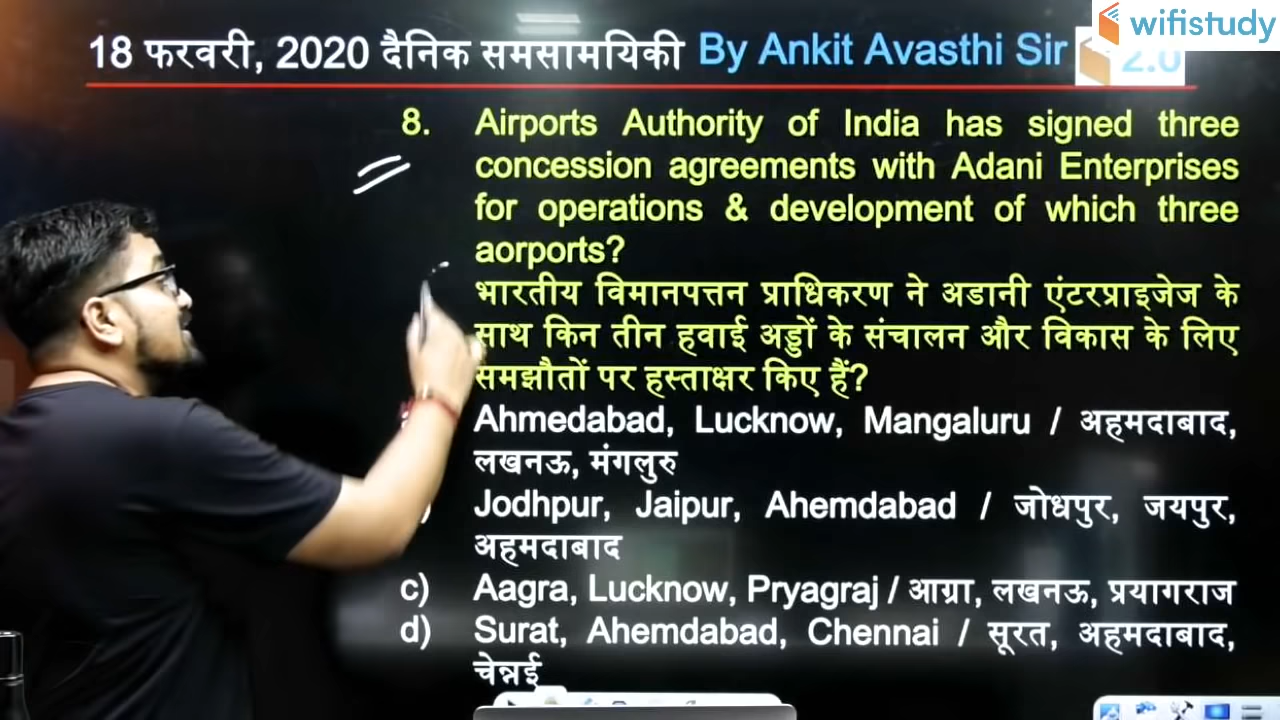 wifistudy
2.0
18 फरवरी, 2020 दैनिक समसामयिकी By Ankit Avasthi Sir
8. Airports Authority of India has signed three
concession agreements with Adani Enterprises
for operations & development of which three
aorports?
भारतीय विमानपत्तन प्राधिकरण ने अडानी एंटरप्राइजेज के
साथ किन तीन हवाई अड्डों के संचालन और विकास के लिए
समझौतों पर हस्ताक्षर किए हैं?
Ahmedabad, Lucknow, Mangaluru / अहमदाबाद,
लखनऊ, मंगलुरु
Jodhpur, Jaipur, Ahemdabad / जोधपुर, जयपुर,
अहमदाबाद
c) Aagra, Lucknow, Pryagraj / आग्रा, लखनऊ, प्रयागराज
d) Surat, Ahemdabad, Chennai / सूरत, अहमदाबाद,
चेन्नई